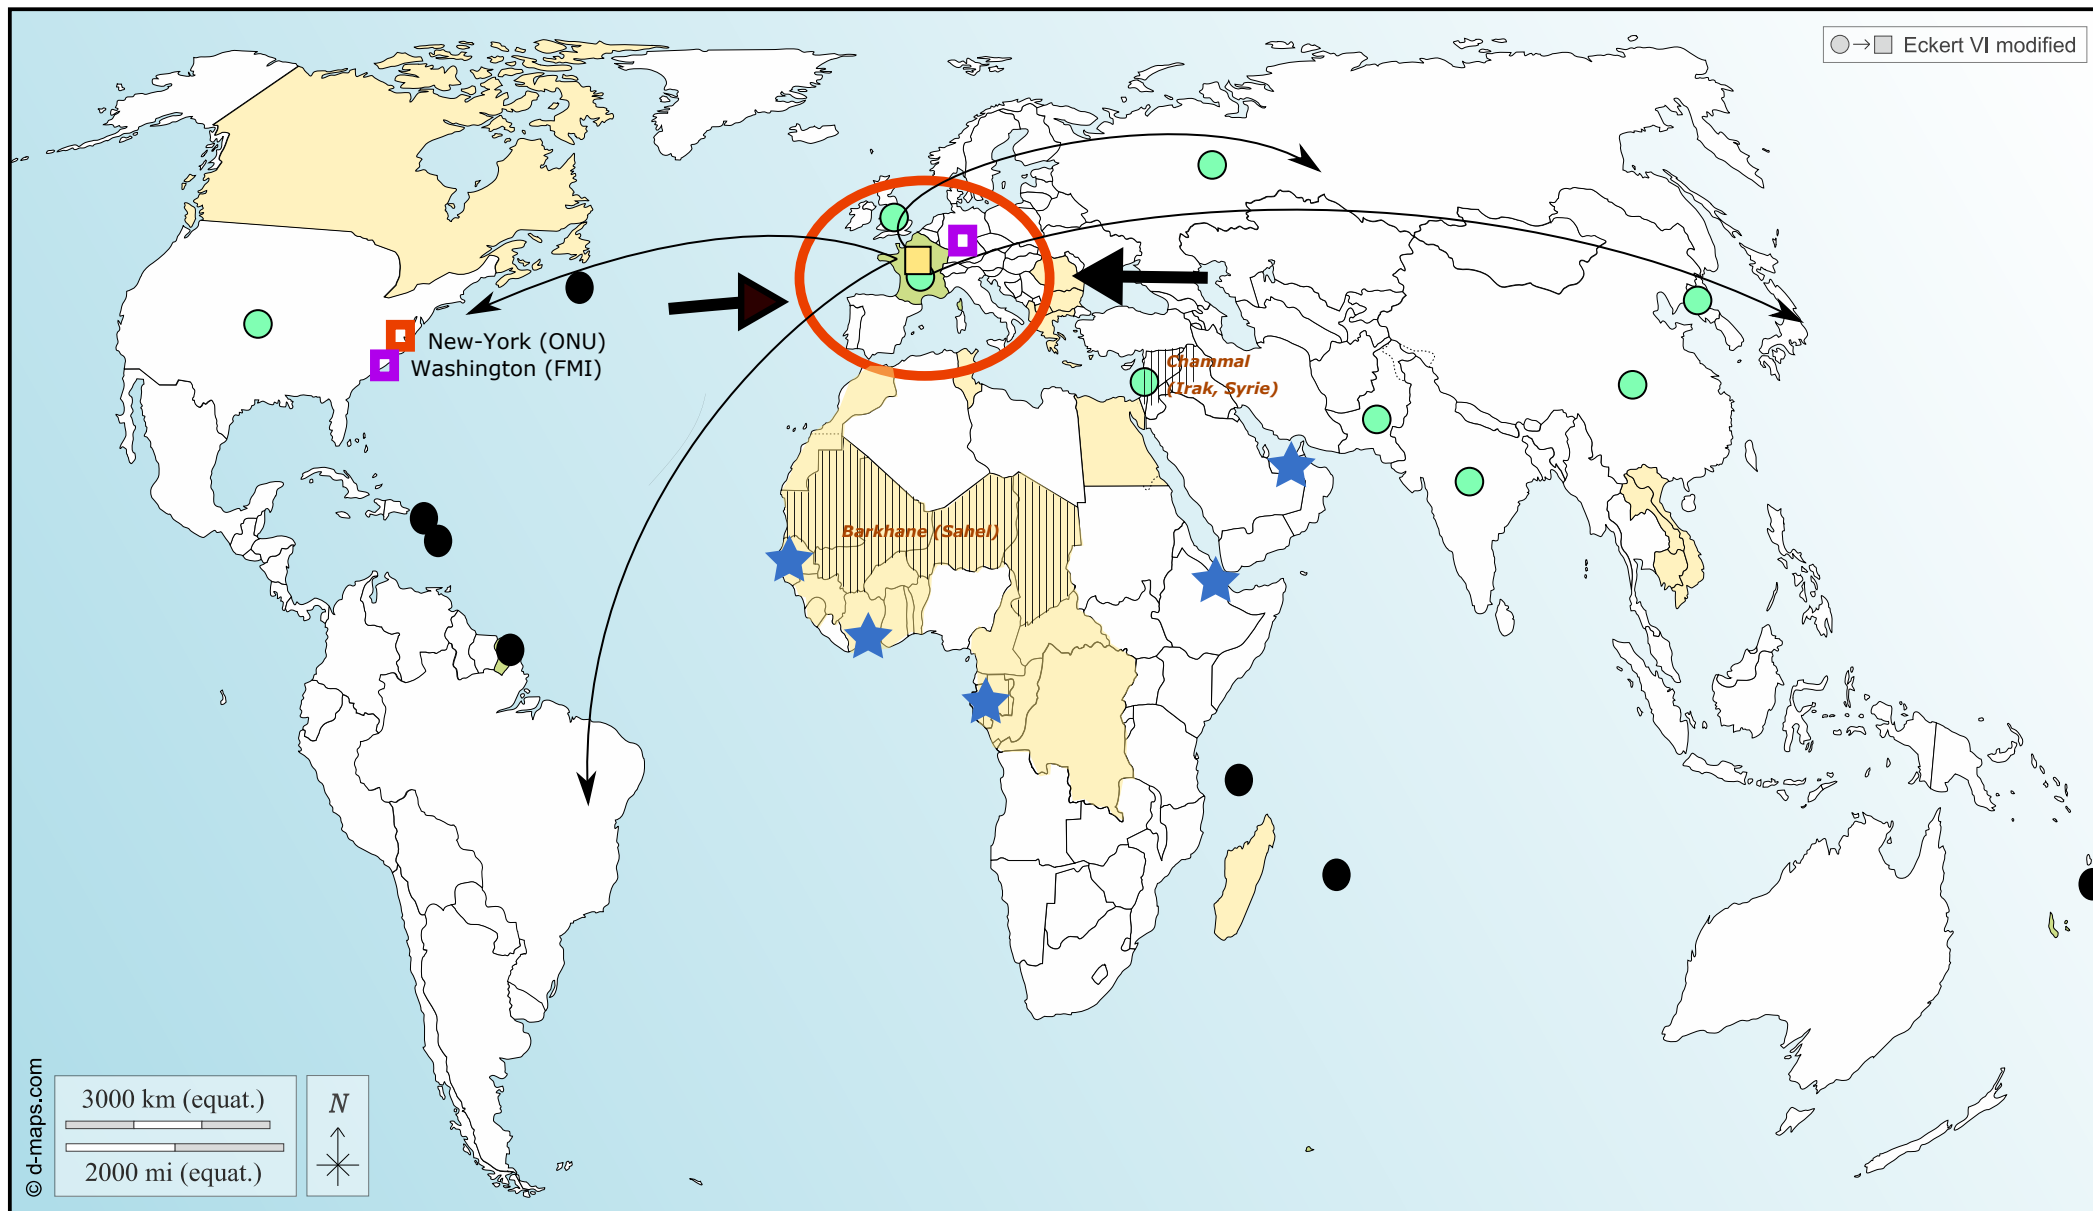 Eckert VI modified
New-York (ONU)
Washington (FMI)
Chammal
(Irak, Syrie)
Barkhane (Sahel)
© d-maps.com
3000 km (equat.)
2000 mi (equat.)
N